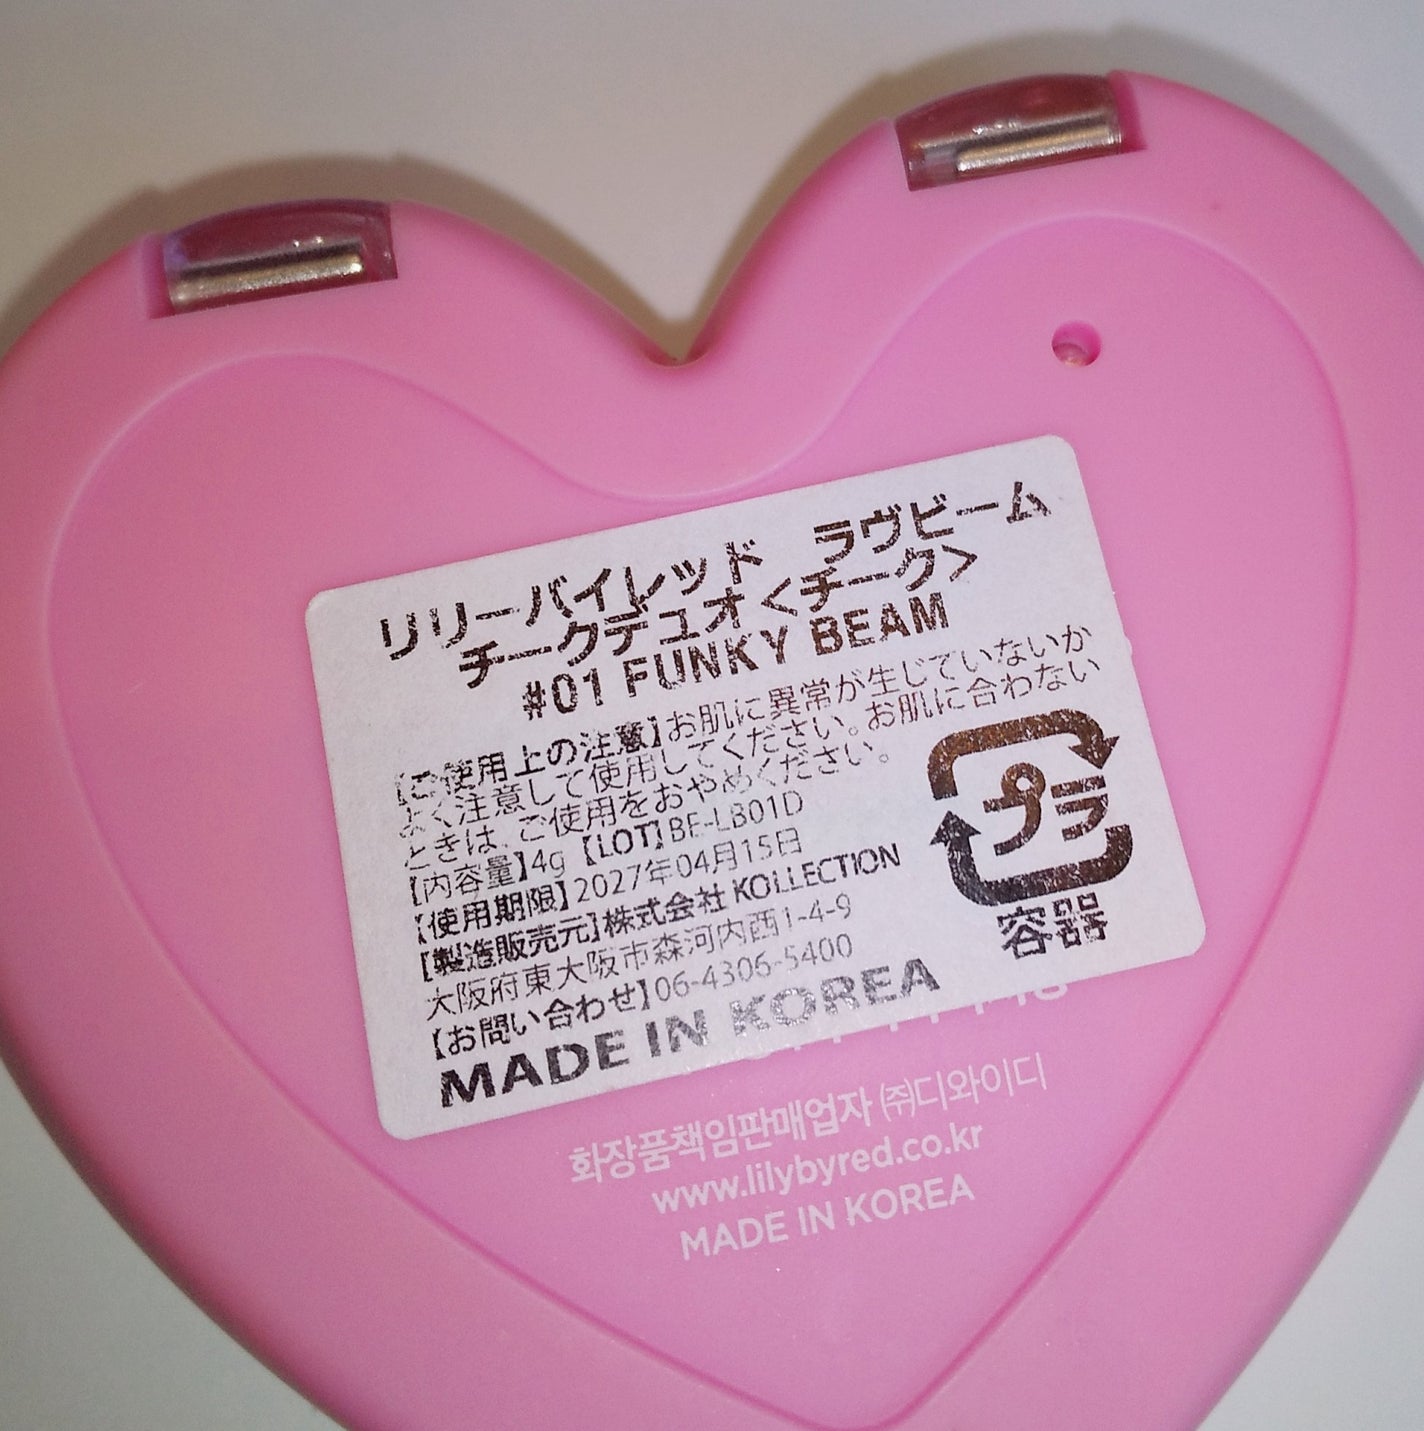 リリーバイレッド　ラヴビーム
チークデュオ<チーク>
#01 FUNKY BEAM
【ご使用上の注意】お肌に異常が生じていないか
よく注意して使用してください。お肌に合わない
ときは、ご使用をおやめください。
【内容量】4g 【LOT】BE-LB01D
【使用期限】2027年04月15日
【製造販売元】株式会社 KOLLECTION
大阪府東大阪市森河内西1-4-9
【お問い合わせ】06-4306-5400
MADE IN KOREA
プラ
容器
화장품책임판매업자 ㈜디와이디
www.lilybyred.co.kr
MADE IN KOREA